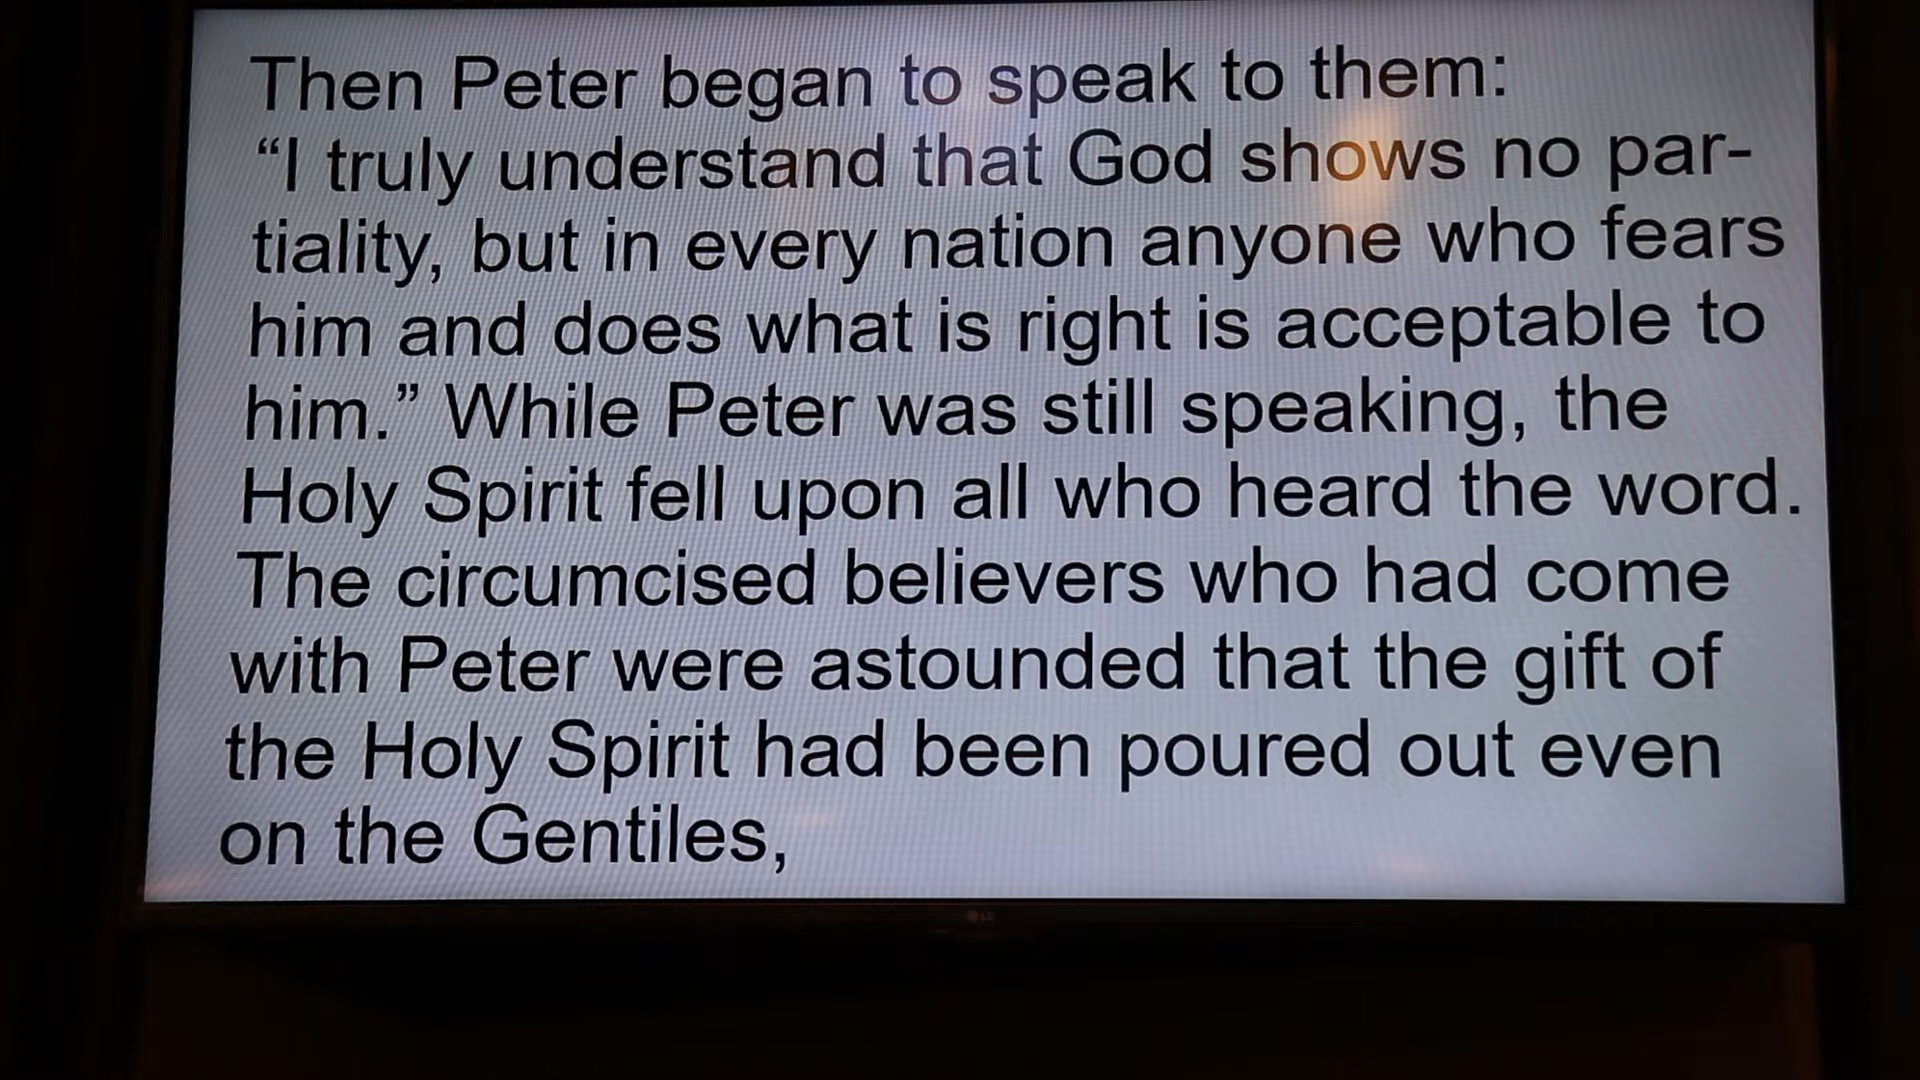 Then Peter began to speak to them:
“I truly understand that God shows no par-
tiality, but in every nation anyone who fears
him and does what is right is acceptable to
him.” While Peter was still speaking, the
Holy Spirit fell upon all who heard the word.
The circumcised believers who had come
with Peter were astounded that the gift of
the Holy Spirit had been poured out even
on the Gentiles,
LG